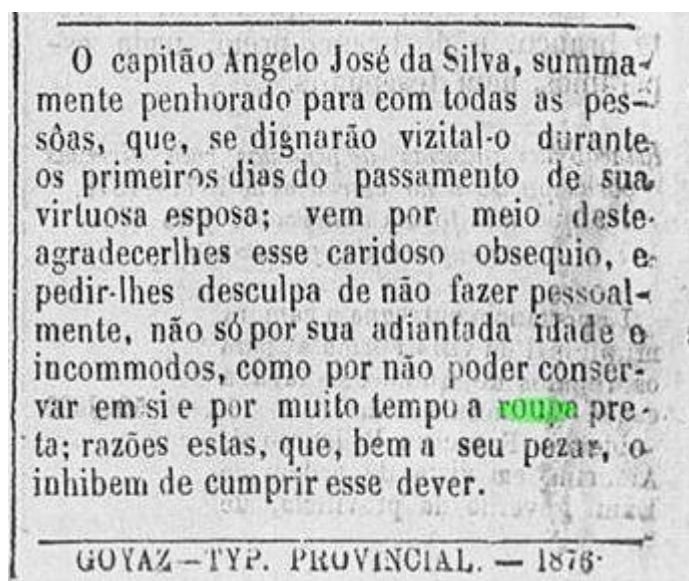 O capitão Angelo José da Silva, summa-
mente penhorado para com todas as pes-
sôas, que, se dignarão vizital-o durante
os primeiros dias do passamento de sua
virtuosa esposa; vem por meio deste
agradecerlhes esse caridoso obsequio, e
pedir-lhes desculpa de não fazer pessoal-
mente, não só por sua adiantada idade e
incommodos, como por não poder conser-
var em si e por muito tempo a roupa pre-
ta; razões estas, que, bem a seu pezar, o
inhibem de cumprir esse dever.
GOYAZ—TYP. PROVINCIAL. — 1876